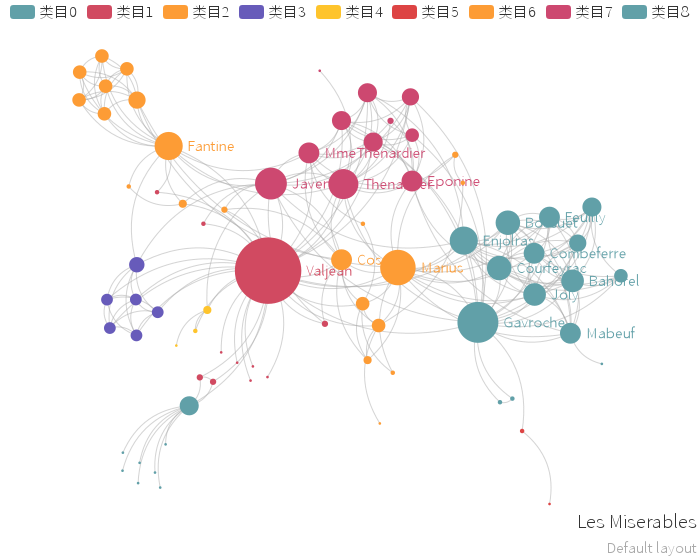 类目0 类目1 类目2 类目3 类目4 类目5 类目6 类目7 类目8
Fantine
MmeThenardier
Javert Thenardier Eponine
Feuilly
Bossuet
Enjolras
Combeferre
Cosette Marius Courfeyrac
Valjean
Bahorel
Joly
Gavroche
Mabeuf
Les Miserables
Default layout